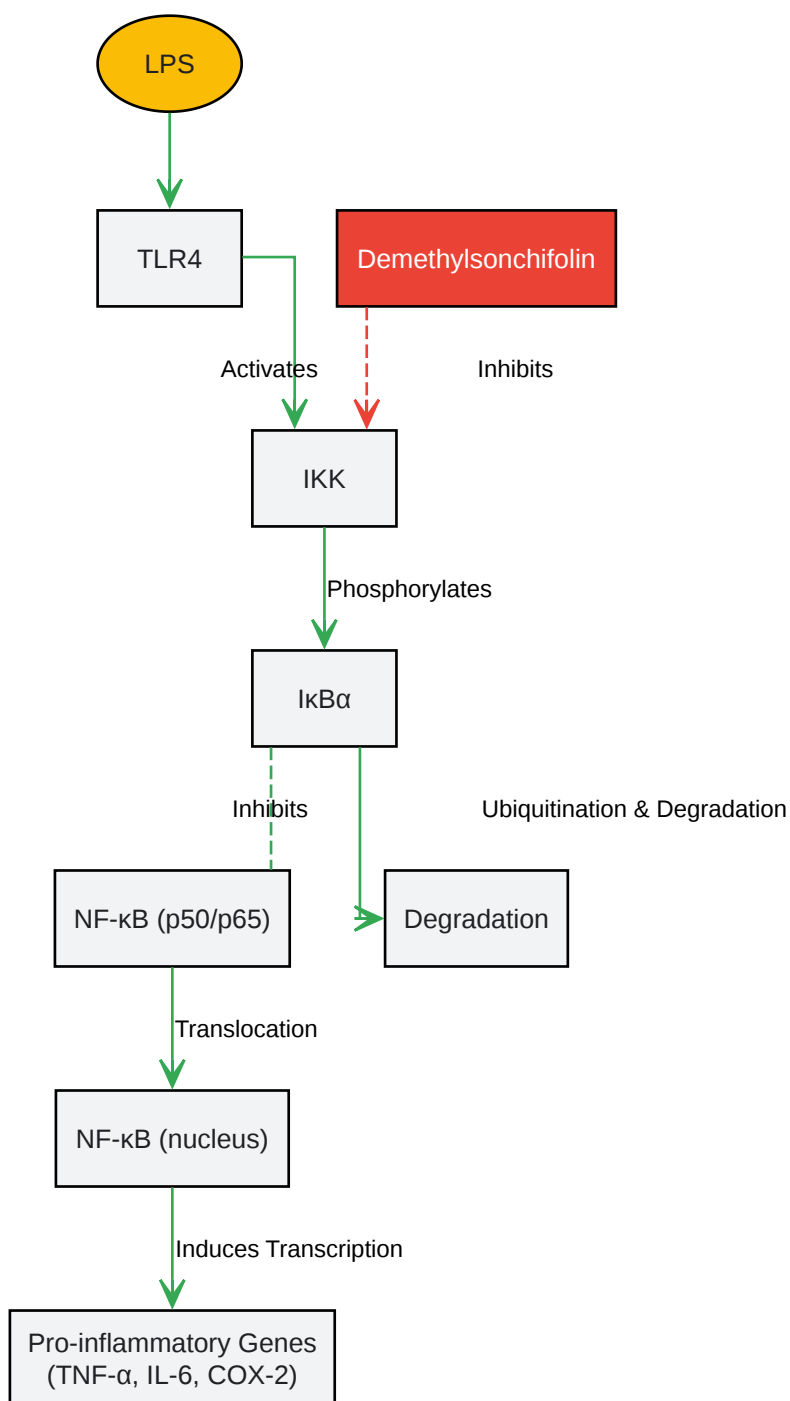 LPS
TLR4
Demethylsonchifolin
Activates
Inhibits
IKK
Phosphorylates
IκBα
Inhibits
Ubiquitination & Degradation
NF-κB (p50/p65)
Degradation
Translocation
NF-κB (nucleus)
Induces Transcription
Pro-inflammatory Genes
(TNF-α, IL-6, COX-2)